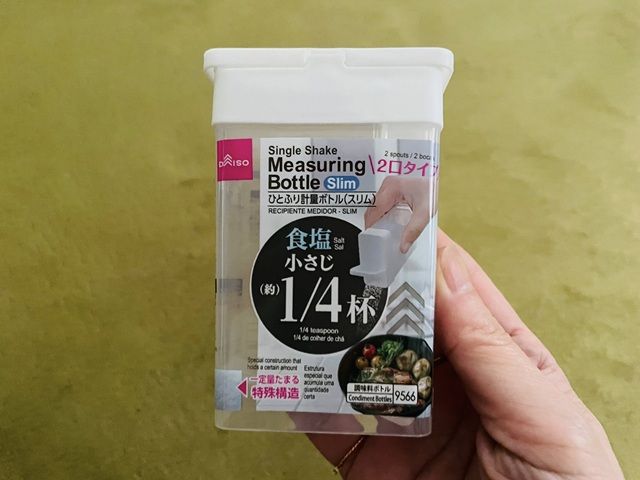 DAISO
Single Shake
Measuring
Bottle Slim
ひとふり計量ボトル(スリム)
RECIPIENTE MEDIDOR - SLIM
2 spouts / 2 bocas
2口タイプ
食塩
Salt
Sal
小さじ
(約)
1/4杯
1/4 teaspoon
1/4 de colher de chá
Special construction that
holds a certain amount
Estrutura
especial que
acumula uma
quantidade
certa
一定量たまる
特殊構造
調味料ボトル
Condiment Bottles
9566